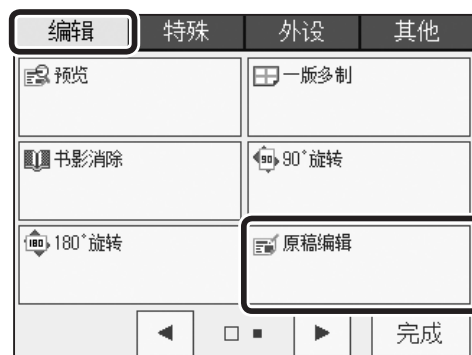 编辑 特殊 外设 其他
预览 一版多制
书影消除 90°旋转
180°旋转 原稿编辑
完成